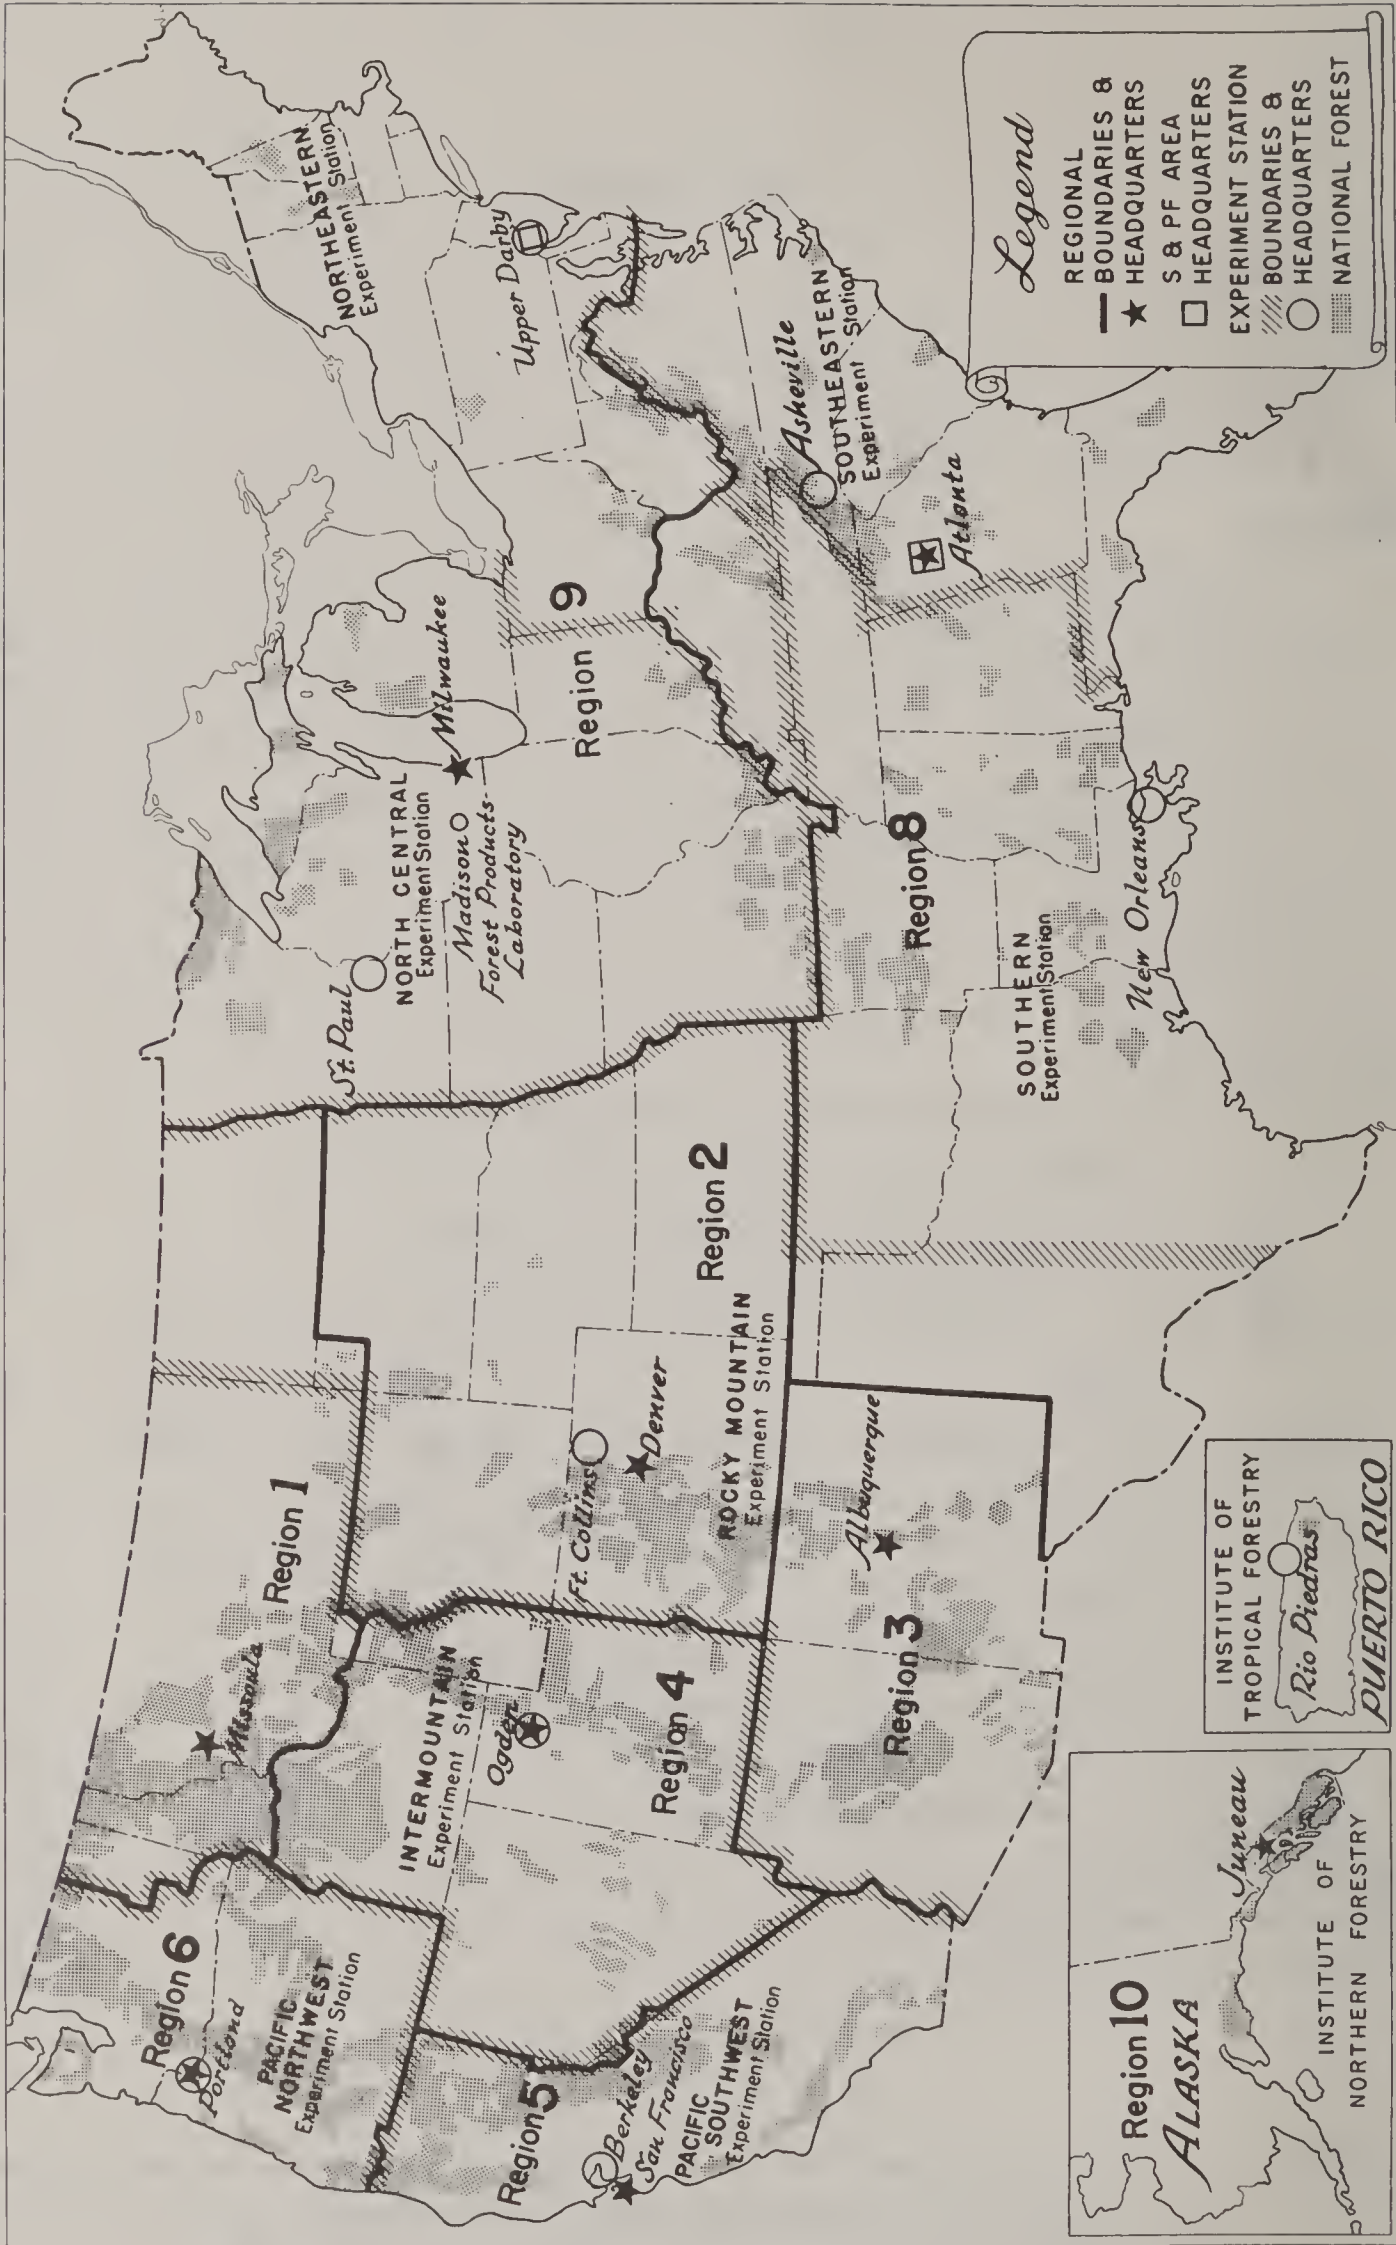 Region 6
Portland
PACIFIC
NORTHWEST
Experiment Station
Region 5
Berkeley
San Francisco
PACIFIC
SOUTHWEST
Experiment Station
Missoula
Region 1
INTERMOUNTAIN
Experiment Station
Ogden
Region 4
Region 3
Albuquerque
Ft. Collins
Denver
ROCKY MOUNTAIN
Experiment Station
Region 2
St. Paul
NORTH CENTRAL
Experiment Station
Madison
Forest Products
Laboratory
Milwaukee
Region 9
NORTHEASTERN
Experiment Station
Upper Darby
Asheville
SOUTHEASTERN
Experiment Station
Atlanta
Region 8
SOUTHERN
Experiment Station
New Orleans
Region 10
ALASKA
Juneau
INSTITUTE OF
NORTHERN FORESTRY
INSTITUTE OF
TROPICAL FORESTRY
Rio Piedras
PUERTO RICO
Legend
REGIONAL
BOUNDARIES &
HEADQUARTERS
S & PF AREA
HEADQUARTERS
EXPERIMENT STATION
BOUNDARIES &
HEADQUARTERS
NATIONAL FOREST